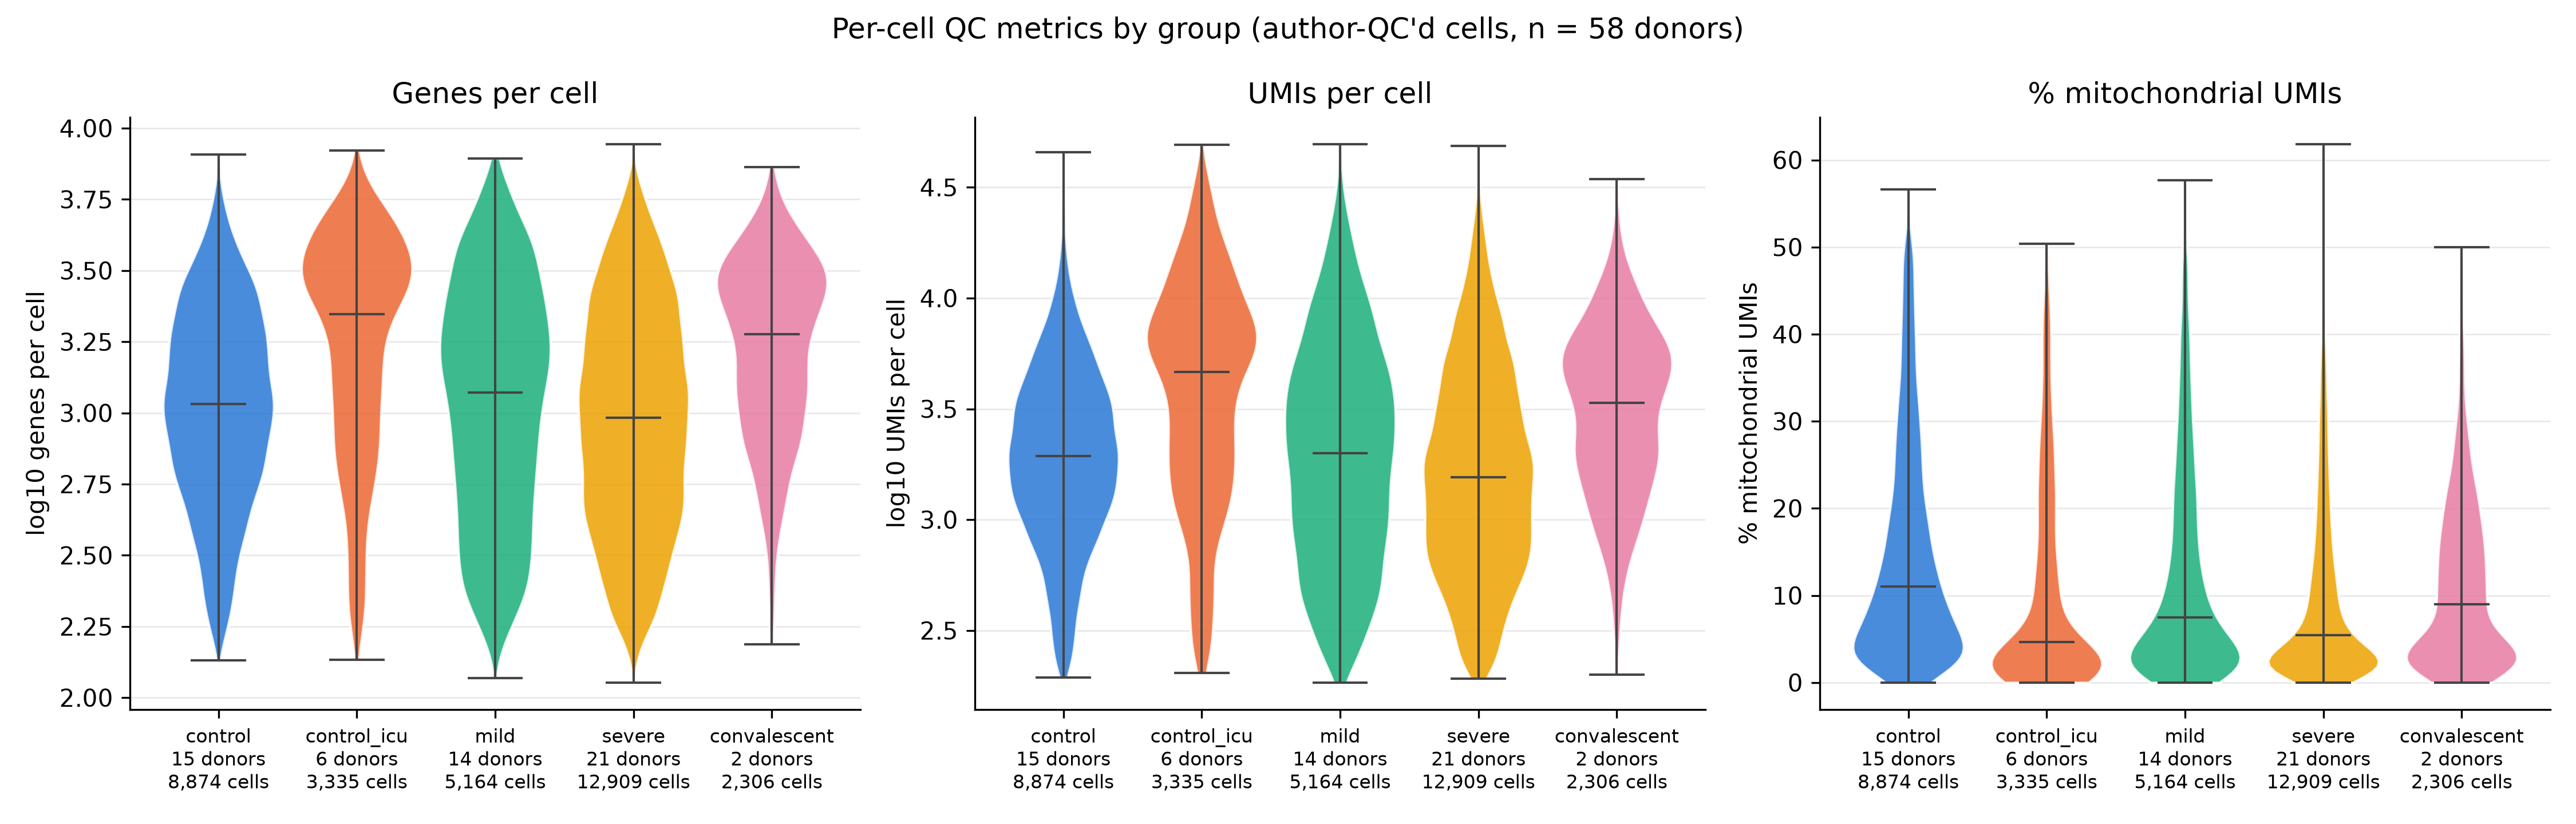 Per-cell QC metrics by group (author-QC'd cells, n = 58 donors)
Genes per cell
log10 genes per cell
4.00
3.75
3.50
3.25
3.00
2.75
2.50
2.25
2.00
control
15 donors
8,874 cells
control_icu
6 donors
3,335 cells
mild
14 donors
5,164 cells
severe
21 donors
12,909 cells
convalescent
2 donors
2,306 cells
UMIs per cell
log10 UMIs per cell
4.5
4.0
3.5
3.0
2.5
control
15 donors
8,874 cells
control_icu
6 donors
3,335 cells
mild
14 donors
5,164 cells
severe
21 donors
12,909 cells
convalescent
2 donors
2,306 cells
% mitochondrial UMIs
% mitochondrial UMIs
60
50
40
30
20
10
0
control
15 donors
8,874 cells
control_icu
6 donors
3,335 cells
mild
14 donors
5,164 cells
severe
21 donors
12,909 cells
convalescent
2 donors
2,306 cells